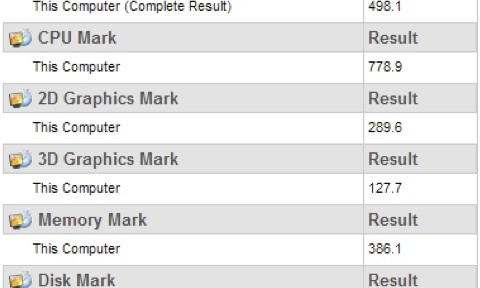 This Computer (Complete Result) 498.1
CPU Mark Result
This Computer 778.9
2D Graphics Mark Result
This Computer 289.6
3D Graphics Mark Result
This Computer 127.7
Memory Mark Result
This Computer 386.1
Disk Mark Result